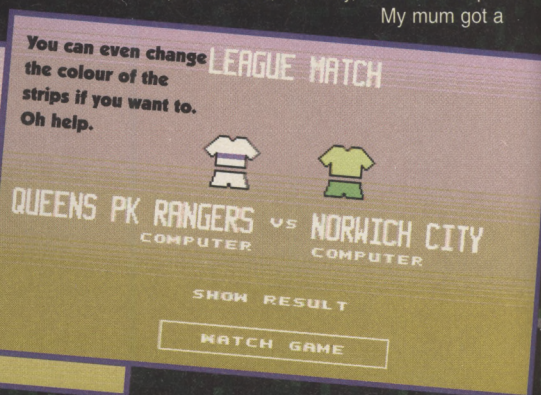 My mum got a
You can even change
the colour of the
strips if you want to.
Oh help.
LEAGUE MATCH
QUEENS PK RANGERS vs NORWICH CITY
COMPUTER COMPUTER
SHOW RESULT
WATCH GAME